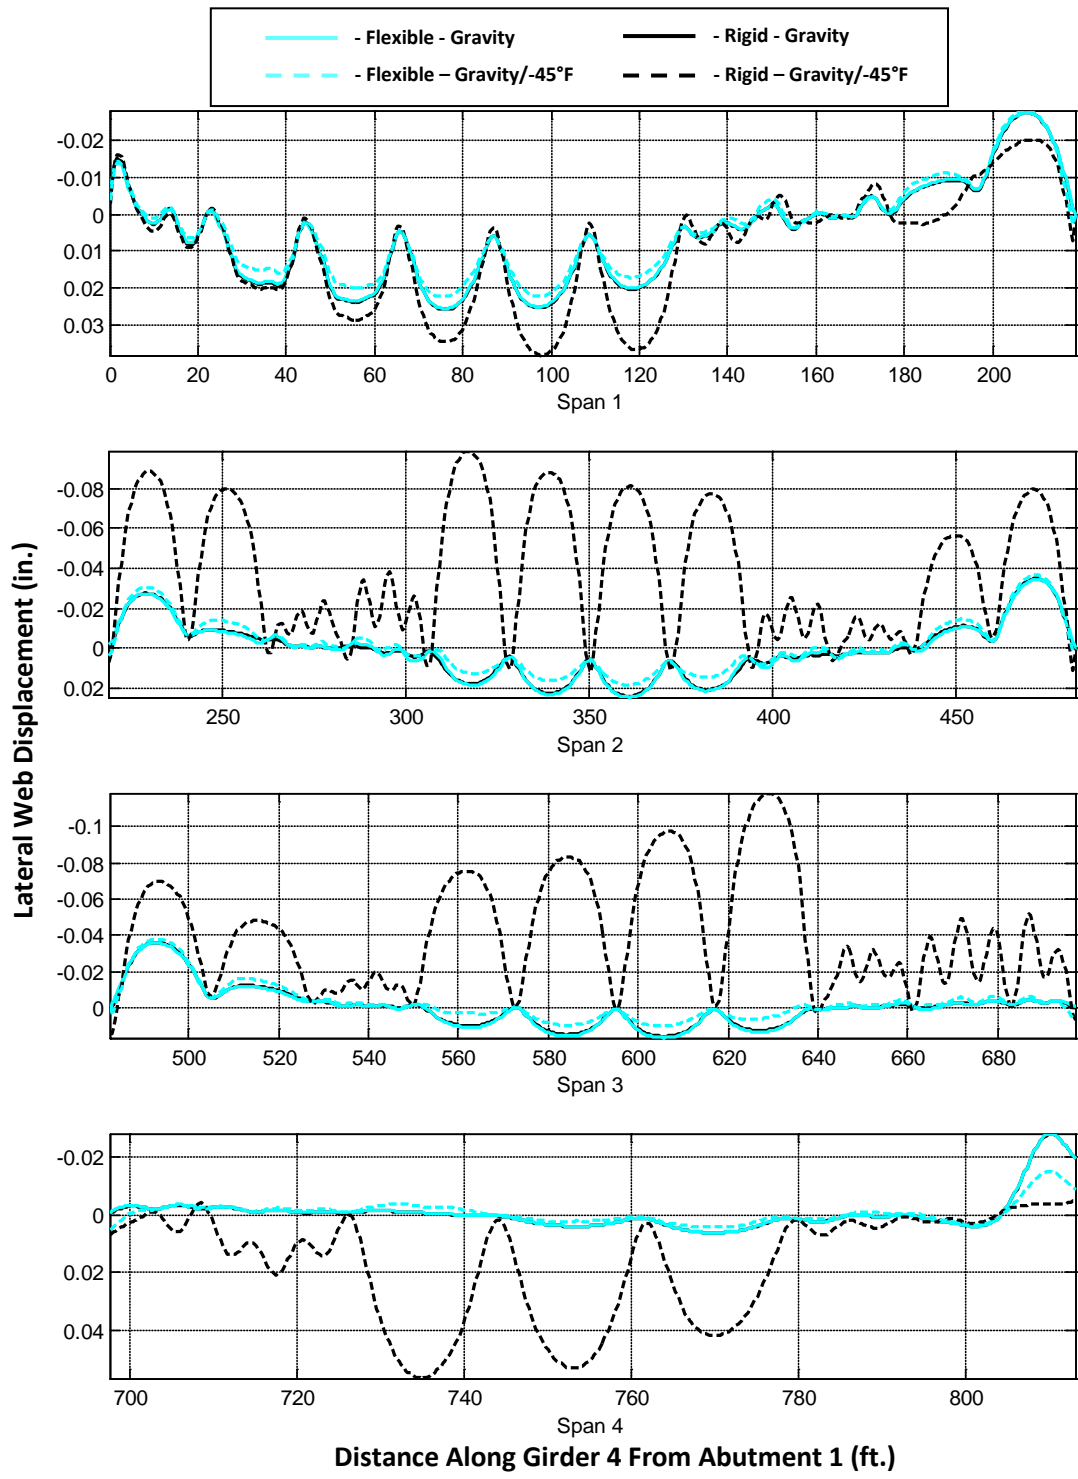 - Flexible - Gravity - Rigid - Gravity
- Flexible – Gravity/-45°F - Rigid – Gravity/-45°F
-0.02
-0.01
0
0.01
0.02
0.03
0 20 40 60 80 100 120 140 160 180 200
Span 1
-0.08
-0.06
-0.04
-0.02
0
0.02
250 300 350 400 450
Span 2
Lateral Web Displacement (in.)
-0.1
-0.08
-0.06
-0.04
-0.02
0
500 520 540 560 580 600 620 640 660 680
Span 3
-0.02
0
0.02
0.04
700 720 740 760 780 800
Span 4
Distance Along Girder 4 From Abutment 1 (ft.)